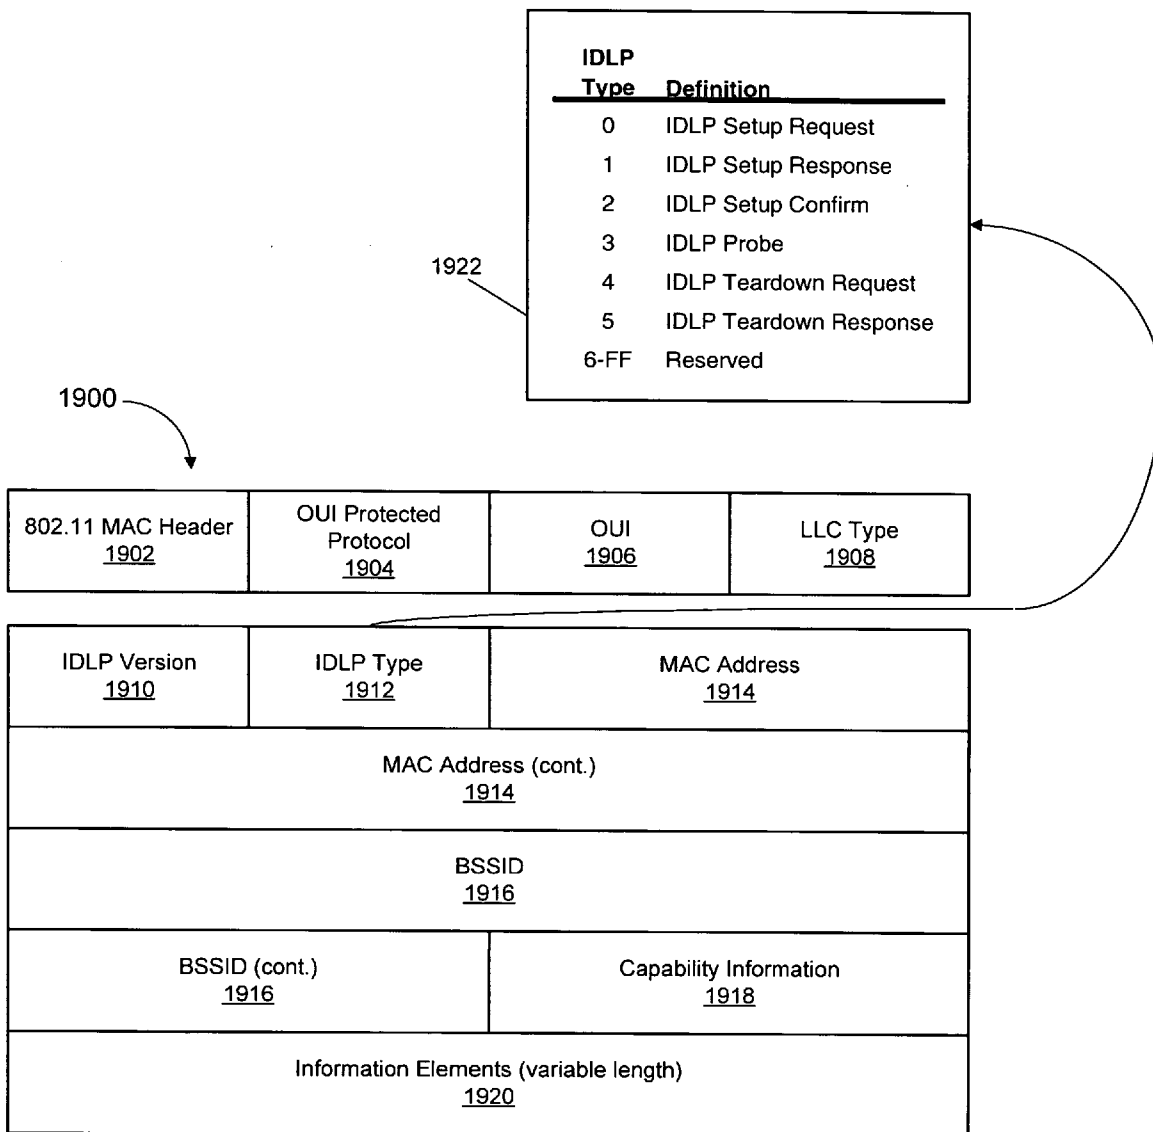 IDLP
Type Definition
0 IDLP Setup Request
1 IDLP Setup Response
2 IDLP Setup Confirm
3 IDLP Probe
4 IDLP Teardown Request
5 IDLP Teardown Response
6-FF Reserved
1922
1900
802.11 MAC Header
1902
OUI Protected
Protocol
1904
OUI
1906
LLC Type
1908
IDLP Version
1910
IDLP Type
1912
MAC Address
1914
MAC Address (cont.)
1914
BSSID
1916
BSSID (cont.)
1916
Capability Information
1918
Information Elements (variable length)
1920